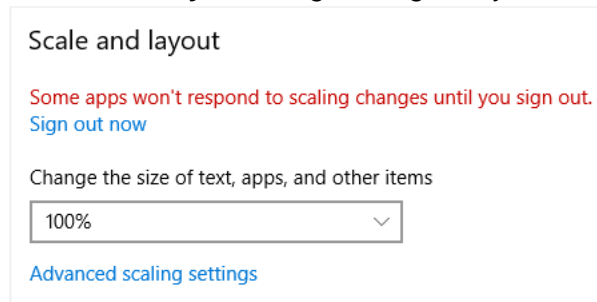 Scale and layout
Some apps won't respond to scaling changes until you sign out.
Sign out now
Change the size of text, apps, and other items
100%
Advanced scaling settings